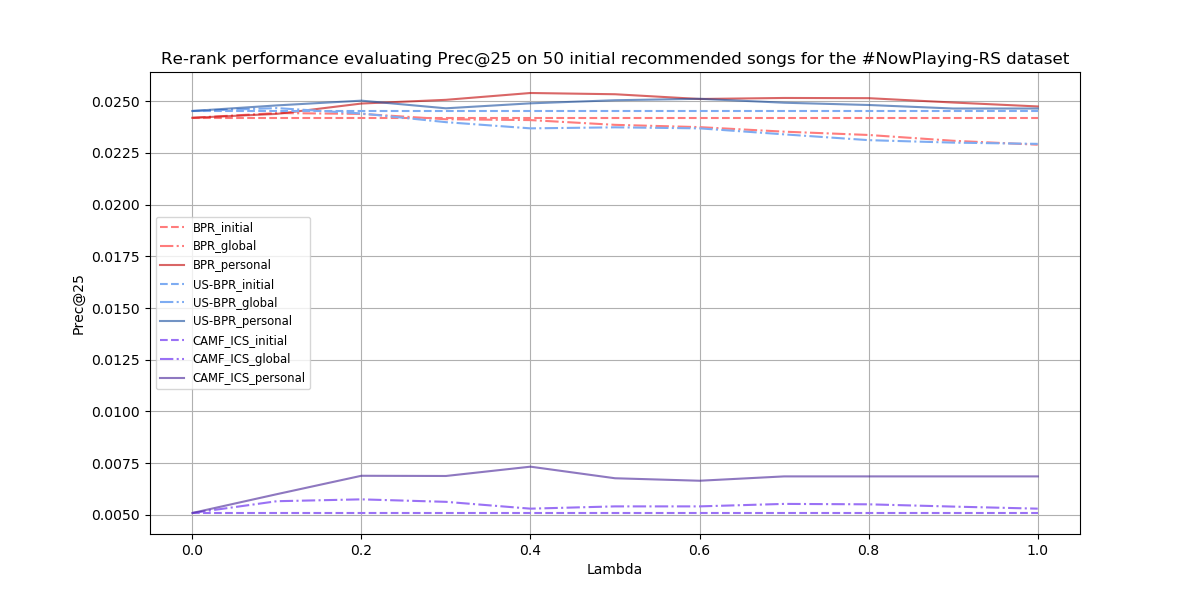 Re-rank performance evaluating Prec@25 on 50 initial recommended songs for the #NowPlaying-RS dataset
Prec@25
0.0250
0.0225
0.0200
0.0175
0.0150
0.0125
0.0100
0.0075
0.0050
BPR_initial
BPR_global
BPR_personal
US-BPR_initial
US-BPR_global
US-BPR_personal
CAMF_ICS_initial
CAMF_ICS_global
CAMF_ICS_personal
0.0 0.2 0.4 0.6 0.8 1.0
Lambda